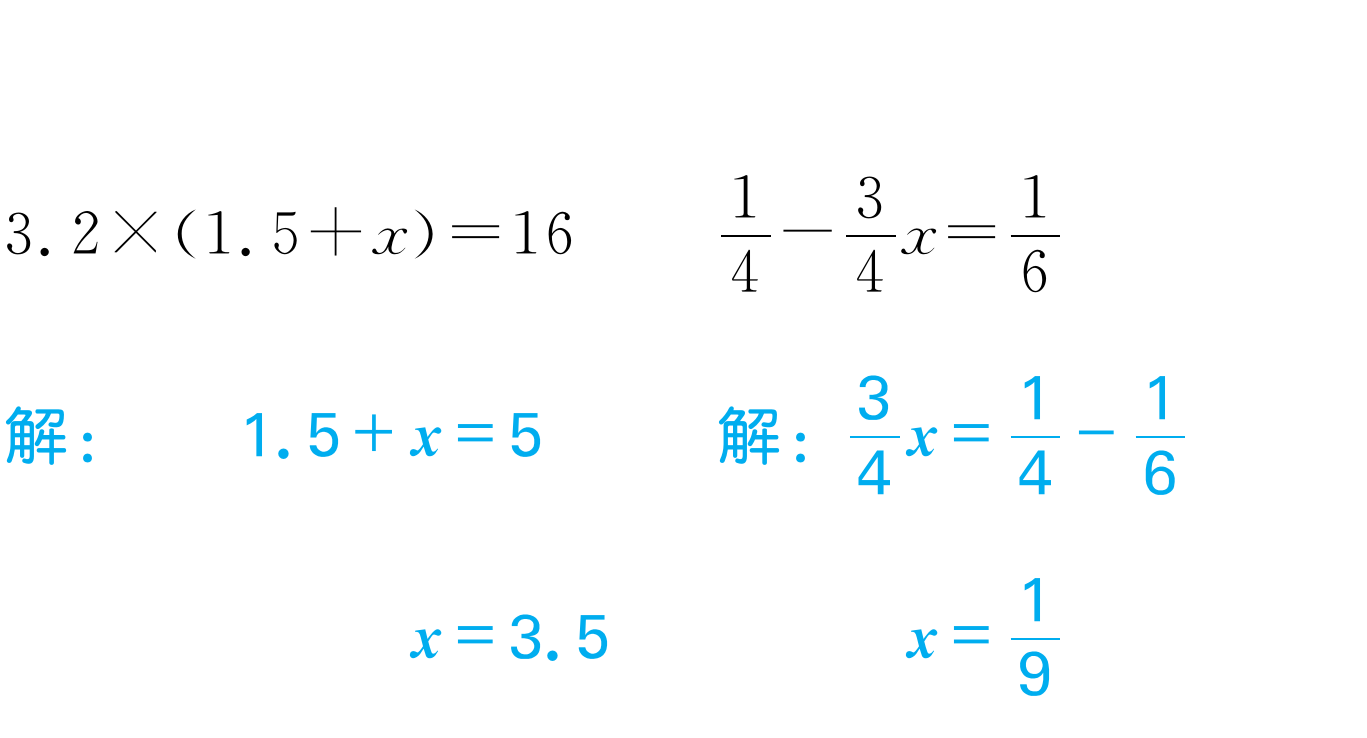 3.2×(1.5+x)=16
1/4−3/4x=1/6
解: 1.5+x=5
解: 3/4x=1/4−1/6
x=3.5
x=1/9